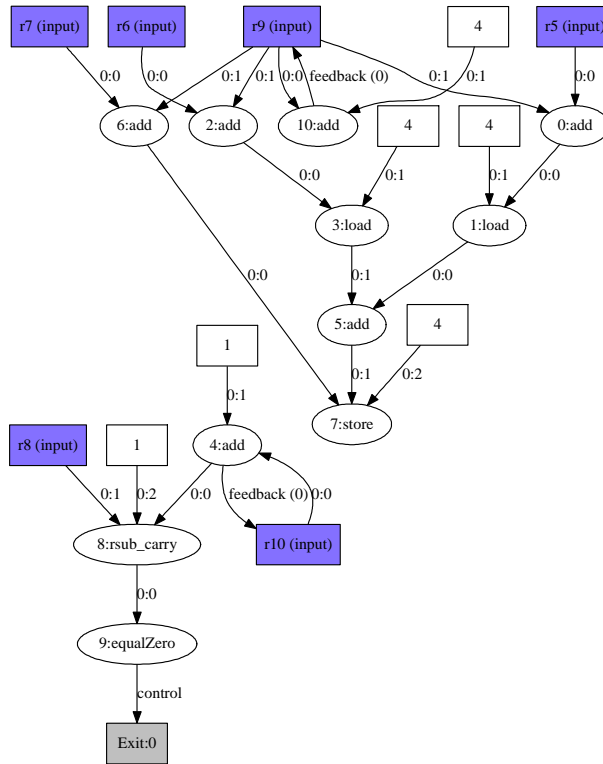 r7 (input)
r6 (input)
r9 (input)
4
r5 (input)
0:0
0:0
0:1
0:1
0:0
feedback (0)
0:1
0:1
0:0
6:add
2:add
10:add
4
4
0:add
0:0
0:1
0:1
0:0
3:load
1:load
0:0
0:1
0:0
5:add
4
1
0:1
0:2
0:1
7:store
r8 (input)
1
4:add
0:1
0:2
0:0
feedback (0)
0:0
8:rsub_carry
r10 (input)
0:0
9:equalZero
control
Exit:0